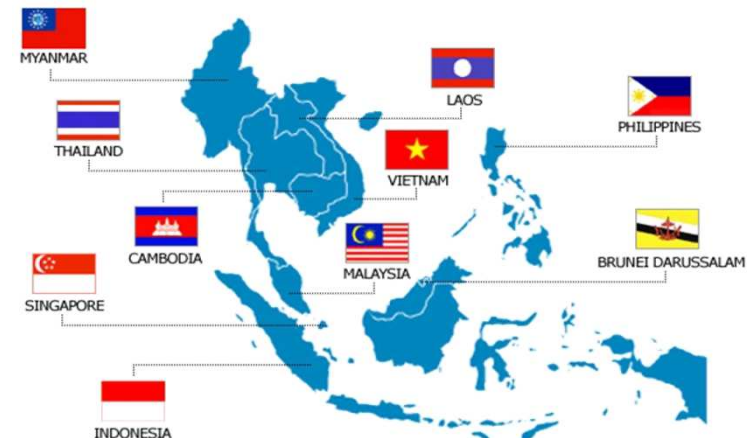 MYANMAR
LAOS
PHILIPPINES
THAILAND
VIETNAM
CAMBODIA
MALAYSIA
BRUNEI DARUSSALAM
SINGAPORE
INDONESIA